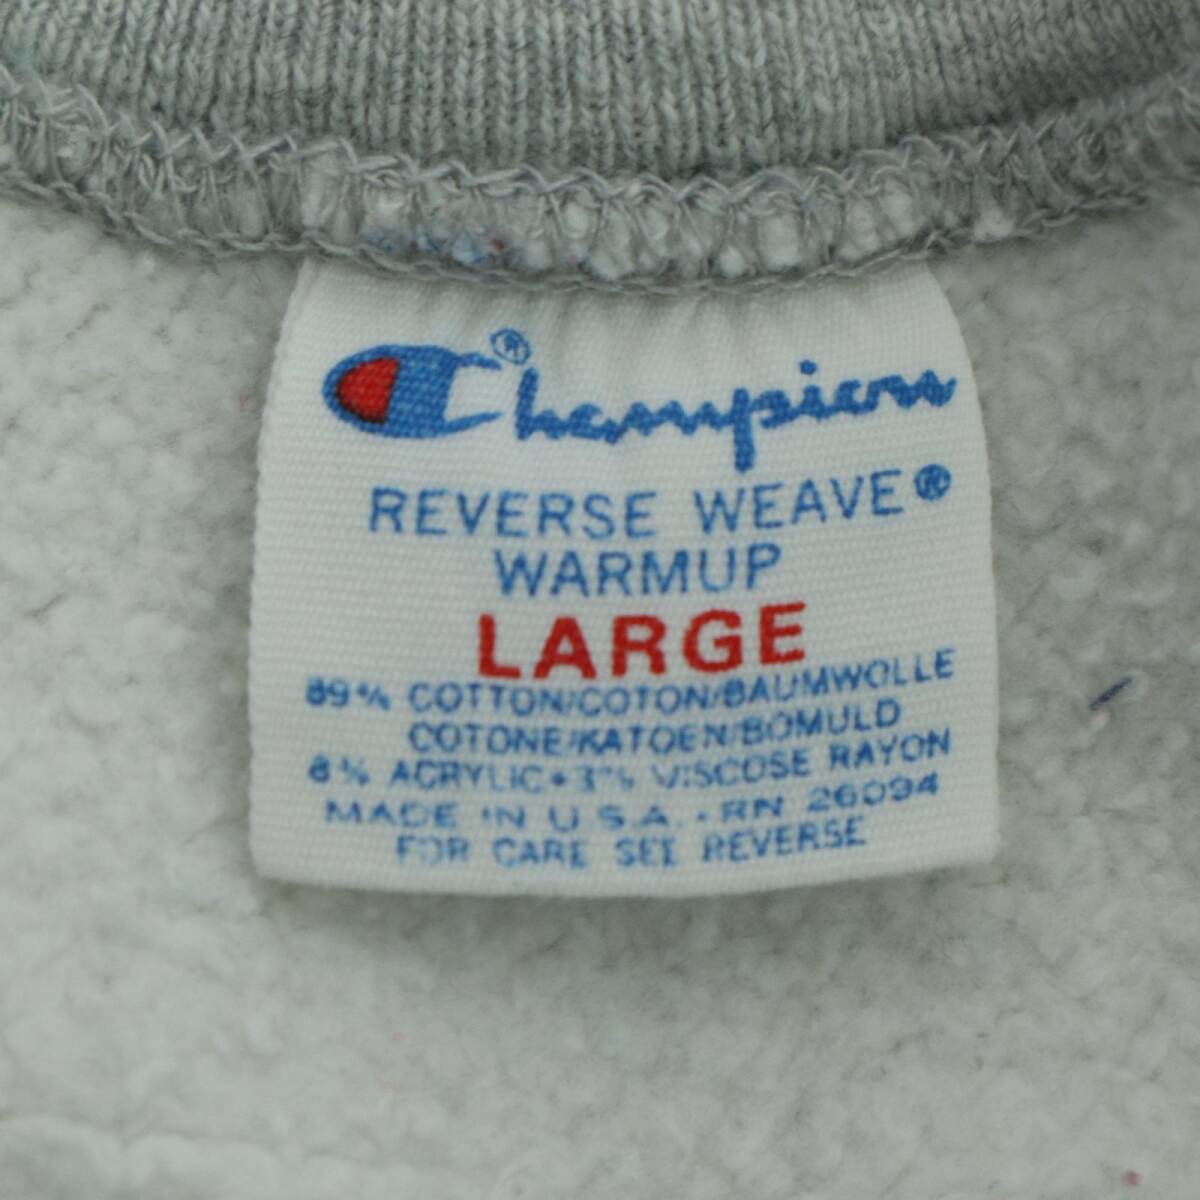 Champion®
REVERSE WEAVE®
WARMUP
LARGE
89% COTTON/COTON/BAUMWOLLE
COTONE/KATOEN/BOMULD
8% ACRYLIC • 3% VISCOSE RAYON
MADE IN U.S.A. • RN 26094
FOR CARE SEE REVERSE